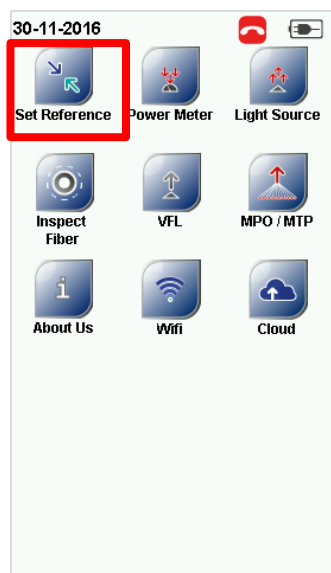 30-11-2016
Set Reference
Power Meter
Light Source
Inspect
Fiber
VFL
MPO / MTP
i
About Us
Wifi
Cloud